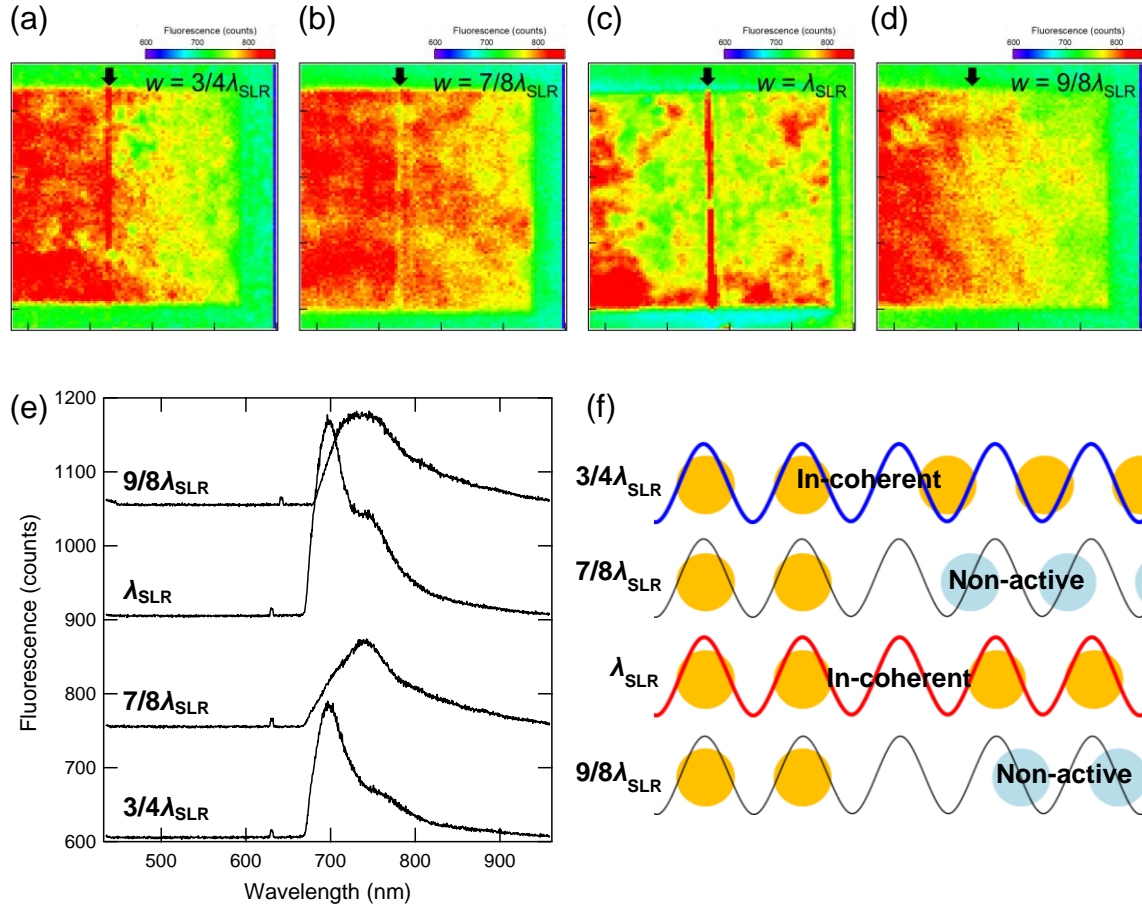 (a)
Fluorescence (counts)
600 700 800
w = 3/4λSLR
(b)
Fluorescence (counts)
600 700 800
w = 7/8λSLR
(c)
Fluorescence (counts)
600 700 800
w = λSLR
(d)
Fluorescence (counts)
600 700 800
w = 9/8λSLR
(e)
1200
1100
1000
900
800
700
600
Fluorescence (counts)
9/8λSLR
λSLR
7/8λSLR
3/4λSLR
500 600 700 800 900
Wavelength (nm)
(f)
3/4λSLR In-coherent
7/8λSLR Non-active
λSLR In-coherent
9/8λSLR Non-active